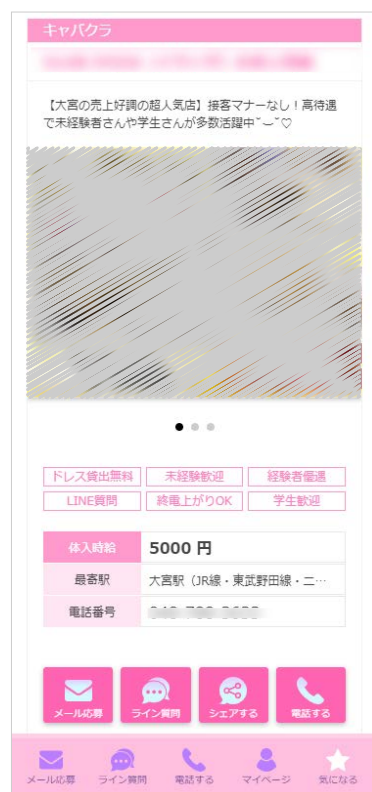 キャバクラ
【大宮の売上好調の超人気店】接客マナーなし！高待遇
で未経験者さんや学生さんが多数活躍中˘⌣˘♡
ドレス貸出無料 未経験歓迎 経験者優遇
LINE質問 終電上がりOK 学生歓迎
体入時給 5000 円
最寄駅 大宮駅（JR線・東武野田線・ニ…
電話番号
メール応募 ライン質問 シェアする 電話する
メール応募 ライン質問 電話する マイページ 気になる